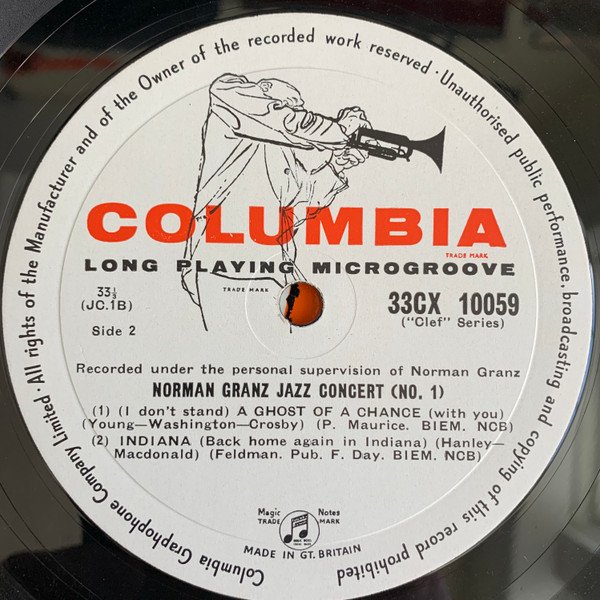 All rights of the Manufacturer and of the Owner of the recorded work reserved · Unauthorised public performance, broadcasting and copying of this record prohibited
COLUMBIA
TRADE MARK
LONG PLAYING MICROGROOVE
TRADE MARK
33⅓
(JC.1B)
Side 2
33CX 10059
("Clef" Series)
Recorded under the personal supervision of Norman Granz
NORMAN GRANZ JAZZ CONCERT (NO. 1)
(1) (I don't stand) A GHOST OF A CHANCE (with you)
(Young—Washington—Crosby) (P. Maurice. BIEM. NCB)
(2) INDIANA (Back home again in Indiana) (Hanley—
Macdonald) (Feldman. Pub. F. Day. BIEM. NCB)
Magic Notes
TRADE MARK
MADE IN GT. BRITAIN
Columbia Graphophone Company Limited ·